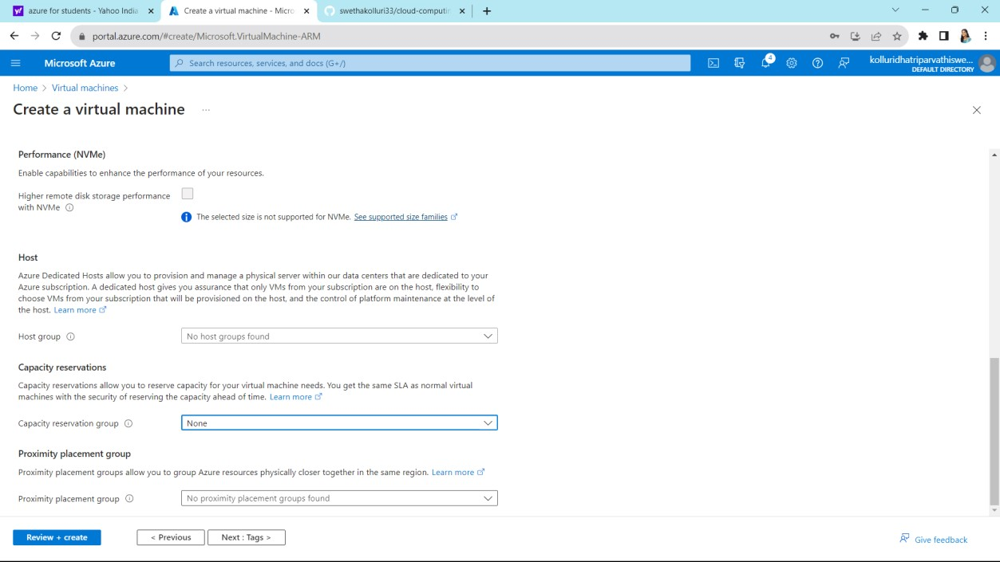 azure for students - Yahoo India
Create a virtual machine - Micro
swethakolluri33/cloud-computin
portal.azure.com/#create/Microsoft.VirtualMachine-ARM
Microsoft Azure
Search resources, services, and docs (G+/)
4
kolluridhatriparvathiswe...
DEFAULT DIRECTORY
Home > Virtual machines >
Create a virtual machine ...
Performance (NVMe)
Enable capabilities to enhance the performance of your resources.
Higher remote disk storage performance
with NVMe
The selected size is not supported for NVMe. See supported size families
Host
Azure Dedicated Hosts allow you to provision and manage a physical server within our data centers that are dedicated to your
Azure subscription. A dedicated host gives you assurance that only VMs from your subscription are on the host, flexibility to
choose VMs from your subscription that will be provisioned on the host, and the control of platform maintenance at the level of
the host. Learn more
Host group No host groups found
Capacity reservations
Capacity reservations allow you to reserve capacity for your virtual machine needs. You get the same SLA as normal virtual
machines with the security of reserving the capacity ahead of time. Learn more
Capacity reservation group None
Proximity placement group
Proximity placement groups allow you to group Azure resources physically closer together in the same region. Learn more
Proximity placement group No proximity placement groups found
Review + create < Previous Next : Tags > Give feedback